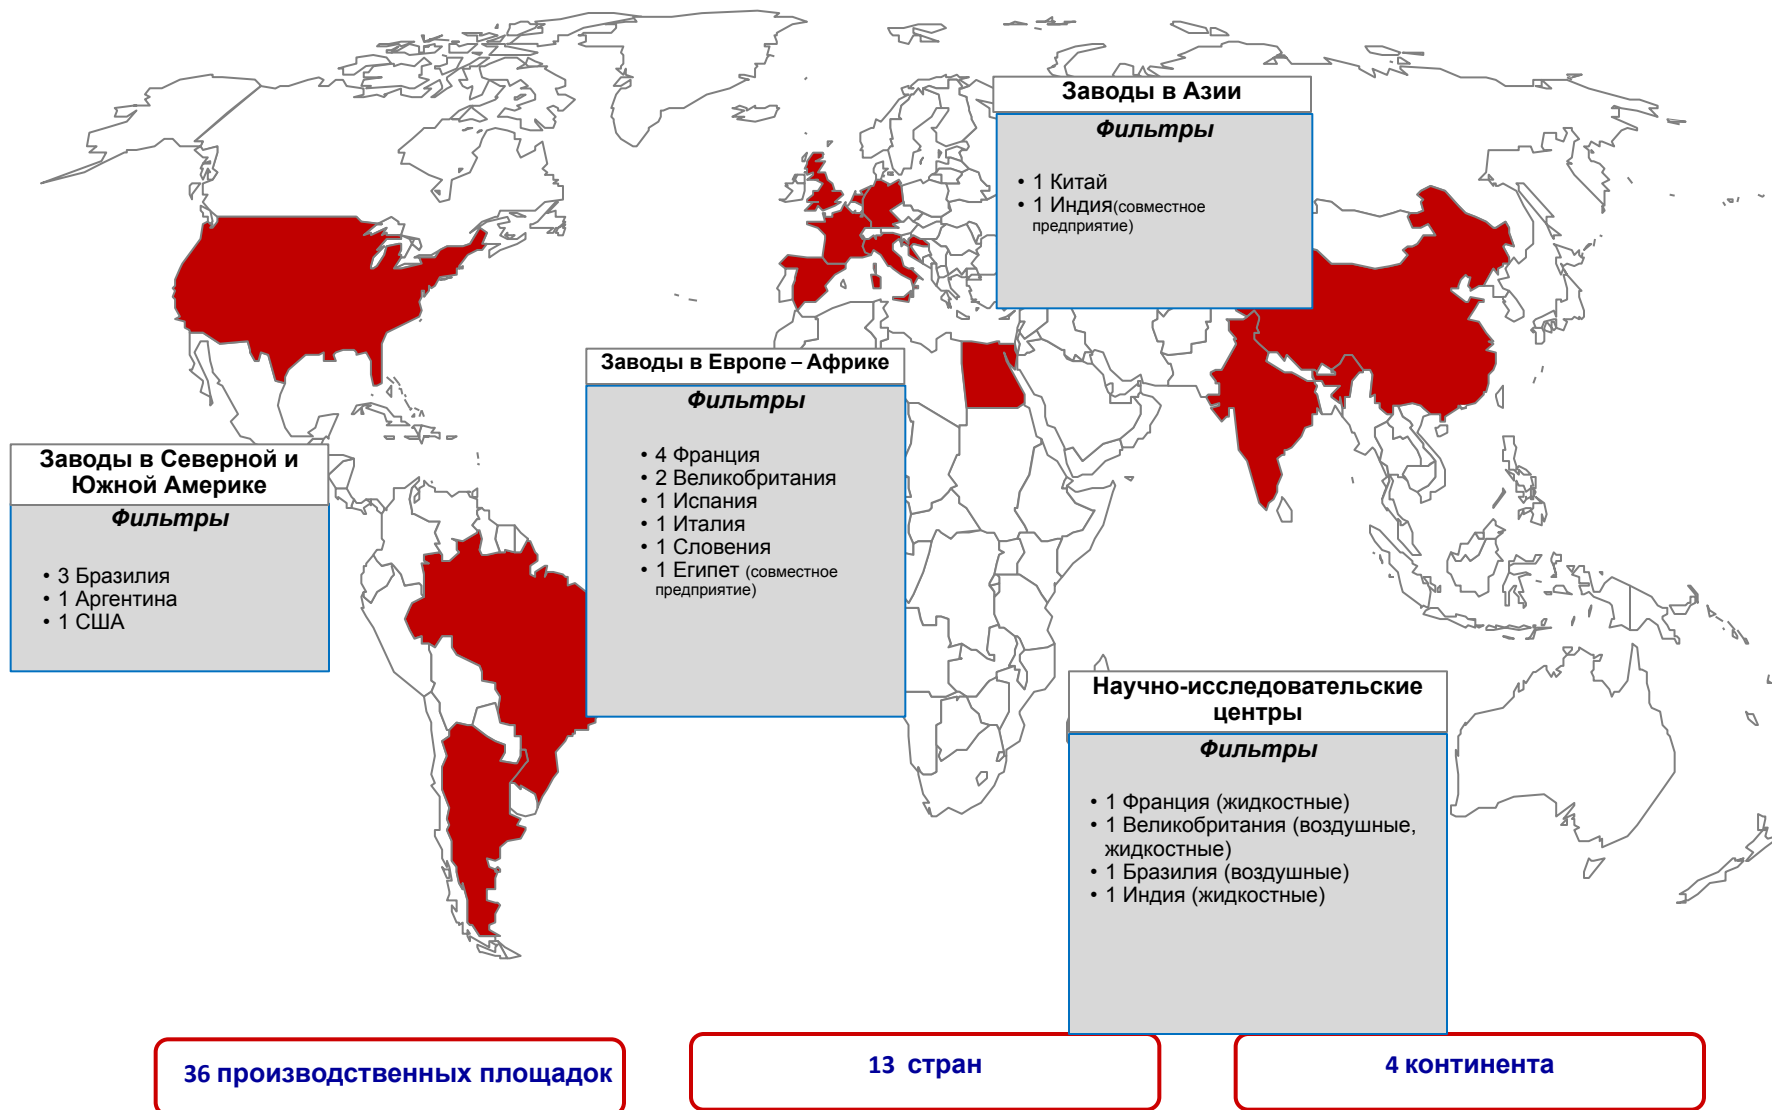 Заводы в Азии
Фильтры
• 1 Китай
• 1 Индия(совместное
предприятие)
Заводы в Европе – Африке
Фильтры
• 4 Франция
• 2 Великобритания
• 1 Испания
• 1 Италия
• 1 Словения
• 1 Египет (совместное
предприятие)
Заводы в Северной и
Южной Америке
Фильтры
• 3 Бразилия
• 1 Аргентина
• 1 США
Научно-исследовательские
центры
Фильтры
• 1 Франция (жидкостные)
• 1 Великобритания (воздушные,
жидкостные)
• 1 Бразилия (воздушные)
• 1 Индия (жидкостные)
36 производственных площадок
13 стран
4 континента